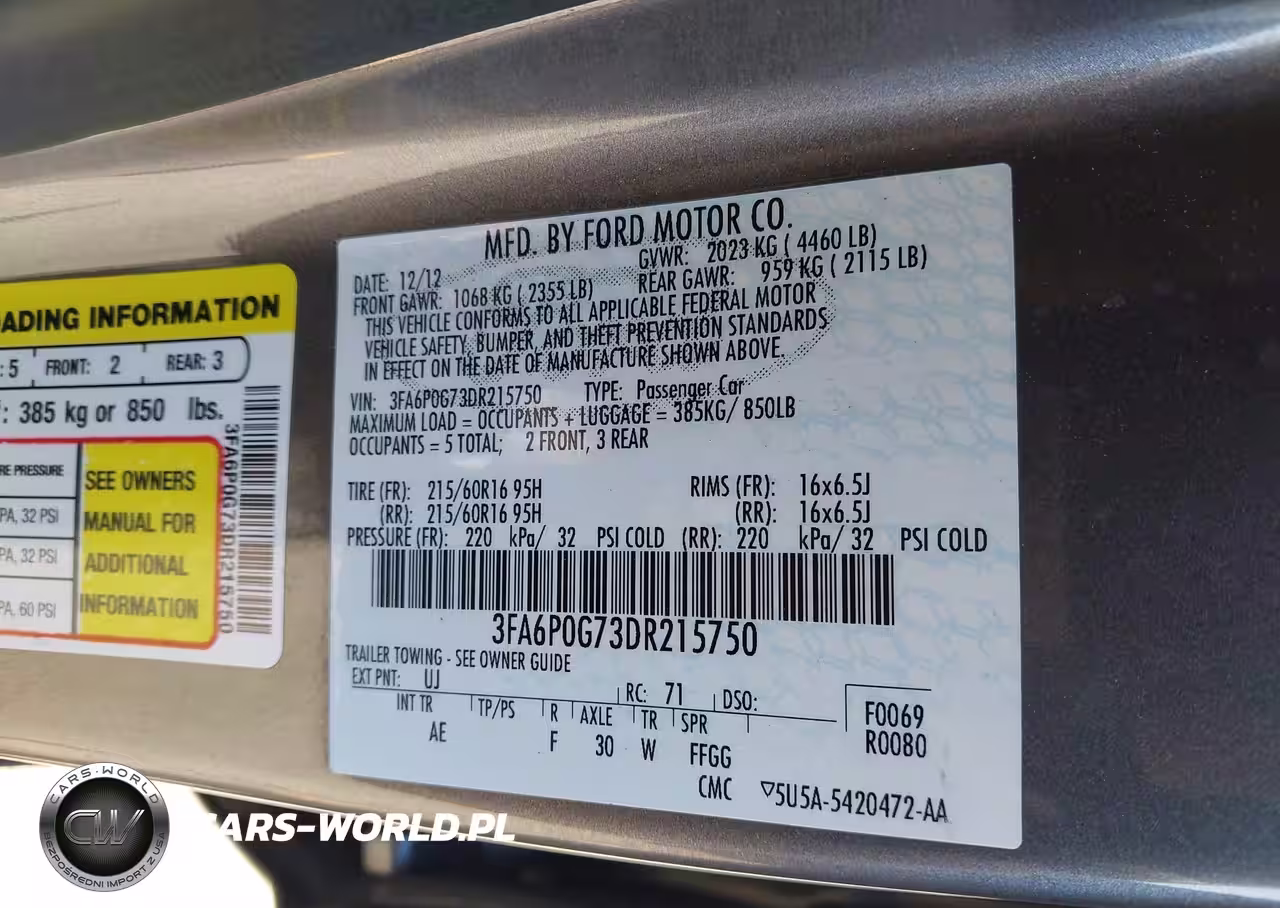 ADING INFORMATION
: 5 FRONT: 2 REAR: 3
: 385 kg or 850 lbs.
RE PRESSURE
PA, 32 PSI
PA, 32 PSI
PA, 60 PSI
SEE OWNERS
MANUAL FOR
ADDITIONAL
INFORMATION
3FA6P0G73DR215750
MFD. BY FORD MOTOR CO.
DATE: 12/12 GVWR: 2023 KG ( 4460 LB)
FRONT GAWR: 1068 KG ( 2355 LB) REAR GAWR: 959 KG ( 2115 LB)
THIS VEHICLE CONFORMS TO ALL APPLICABLE FEDERAL MOTOR
VEHICLE SAFETY, BUMPER, AND THEFT PREVENTION STANDARDS
IN EFFECT ON THE DATE OF MANUFACTURE SHOWN ABOVE.
VIN: 3FA6P0G73DR215750 TYPE: Passenger Car
MAXIMUM LOAD = OCCUPANTS + LUGGAGE = 385KG/ 850LB
OCCUPANTS = 5 TOTAL; 2 FRONT, 3 REAR
TIRE (FR): 215/60R16 95H RIMS (FR): 16x6.5J
(RR): 215/60R16 95H (RR): 16x6.5J
PRESSURE (FR): 220 kPa/ 32 PSI COLD (RR): 220 kPa/ 32 PSI COLD
3FA6P0G73DR215750
TRAILER TOWING - SEE OWNER GUIDE
EXT PNT: UJ RC: 71 DSO:
INT TR TP/PS R AXLE TR SPR
AE F 30 W FFGG
F0069
R0080
CMC ▽5U5A-5420472-AA
CARS-WORLD
CW
BEZPOŚREDNI IMPORT Z USA
CARS-WORLD.PL